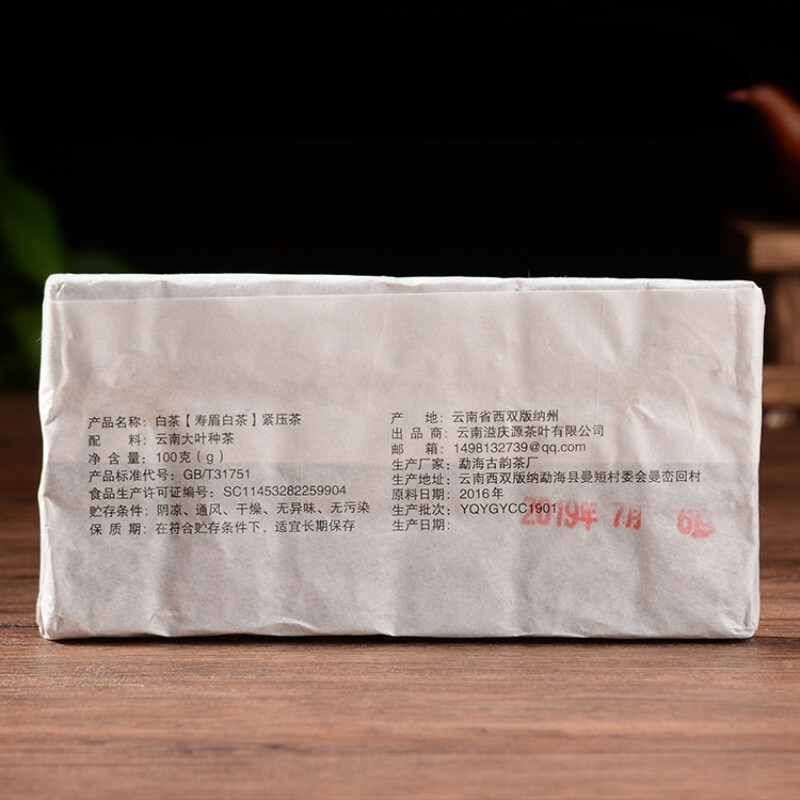 产品名称：白茶【寿眉白茶】紧压茶
配 料：云南大叶种茶
净 含 量：100克（g）
产品标准代号：GB/T31751
食品生产许可证编号：SC11453282259904
贮存条件：阴凉、通风、干燥、无异味、无污染
保 质 期：在符合贮存条件下，适宜长期保存
产 地：云南省西双版纳州
出 品 商：云南溢庆源茶叶有限公司
邮 箱：1498132739@qq.com
生产厂家：勐海古韵茶厂
生产地址：云南西双版纳勐海县曼短村委会曼峦回村
原料日期：2016年
生产批次：YQYGYCC1901
生产日期：
2019年 7月 6日